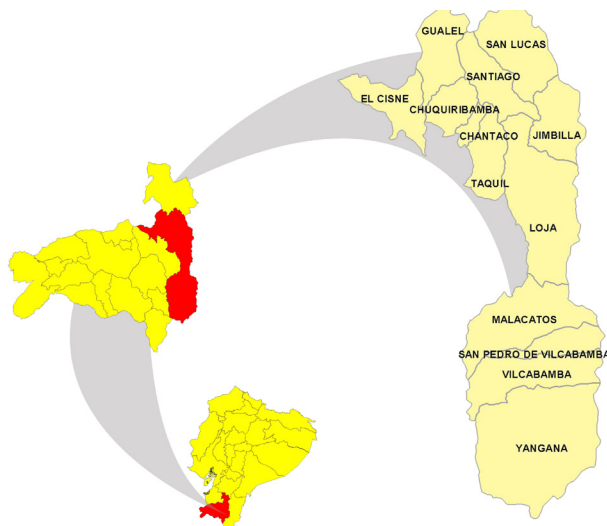 GUALEL
SAN LUCAS
SANTIAGO
EL CISNE
CHUQUIRIBAMBA
CHANTACO
JIMBILLA
TAQUIL
LOJA
MALACATOS
SAN PEDRO DE VILCABAMBA
VILCABAMBA
YANGANA